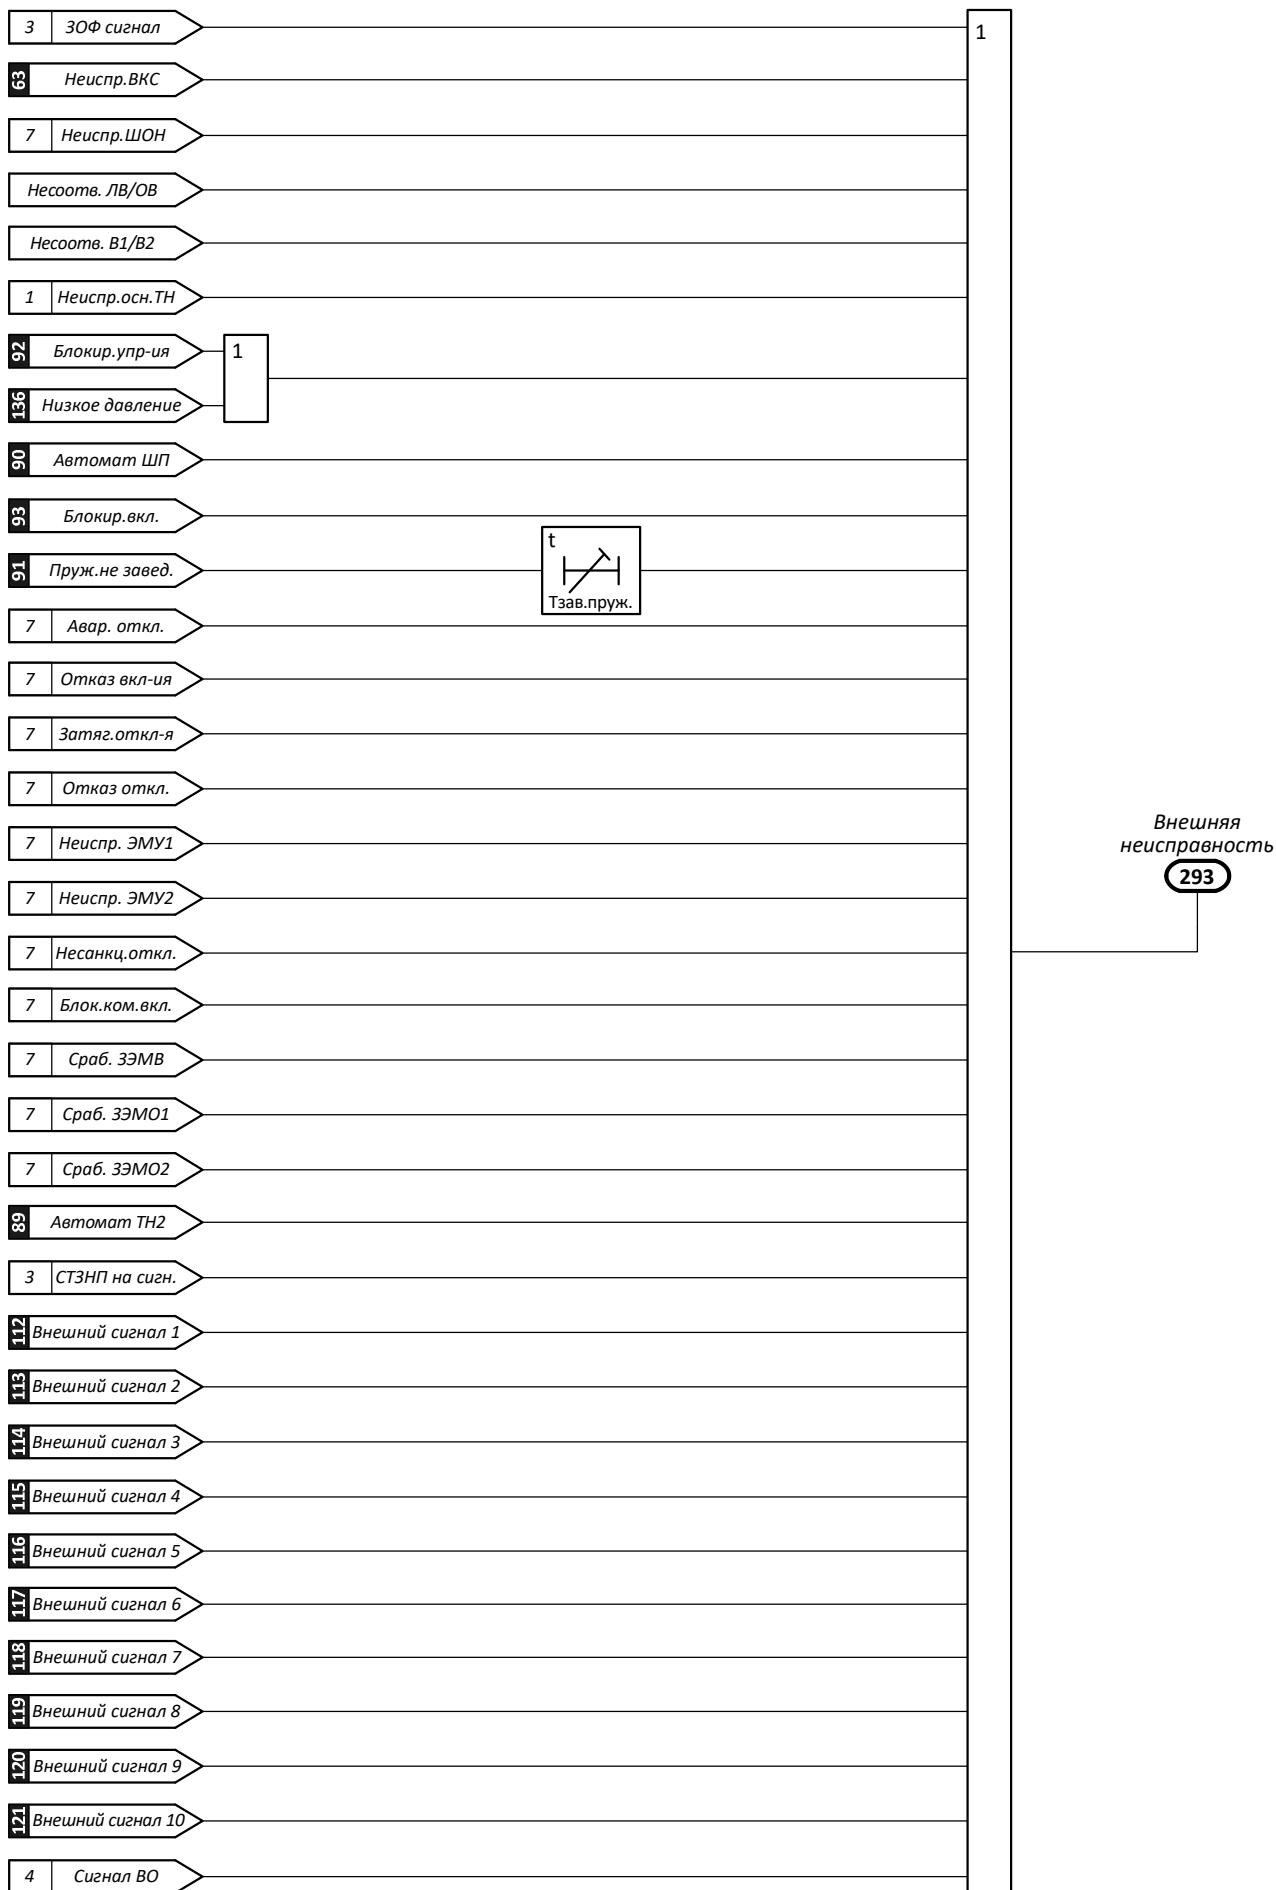 3 ЗОФ сигнал
1
63 Неиспр.ВКС
7 Неиспр.ШОН
Несоотв. ЛВ/ОВ
Несоотв. В1/В2
1 Неиспр.осн.ТН
92 Блокир.упр-ия
1
136 Низкое давление
90 Автомат ШП
93 Блокир.вкл.
t
91 Пруж.не завед.
Тзав.пруж.
7 Авар. откл.
7 Отказ вкл-ия
7 Затяг.откл-я
7 Отказ откл.
Внешняя
неисправность
293
7 Неиспр. ЭМУ1
7 Неиспр. ЭМУ2
7 Несанкц.откл.
7 Блок.ком.вкл.
7 Сраб. ЗЭМВ
7 Сраб. ЗЭМО1
7 Сраб. ЗЭМО2
89 Автомат ТН2
3 СТЗНП на сигн.
112 Внешний сигнал 1
113 Внешний сигнал 2
114 Внешний сигнал 3
115 Внешний сигнал 4
116 Внешний сигнал 5
117 Внешний сигнал 6
118 Внешний сигнал 7
119 Внешний сигнал 8
120 Внешний сигнал 9
121 Внешний сигнал 10
4 Сигнал ВО